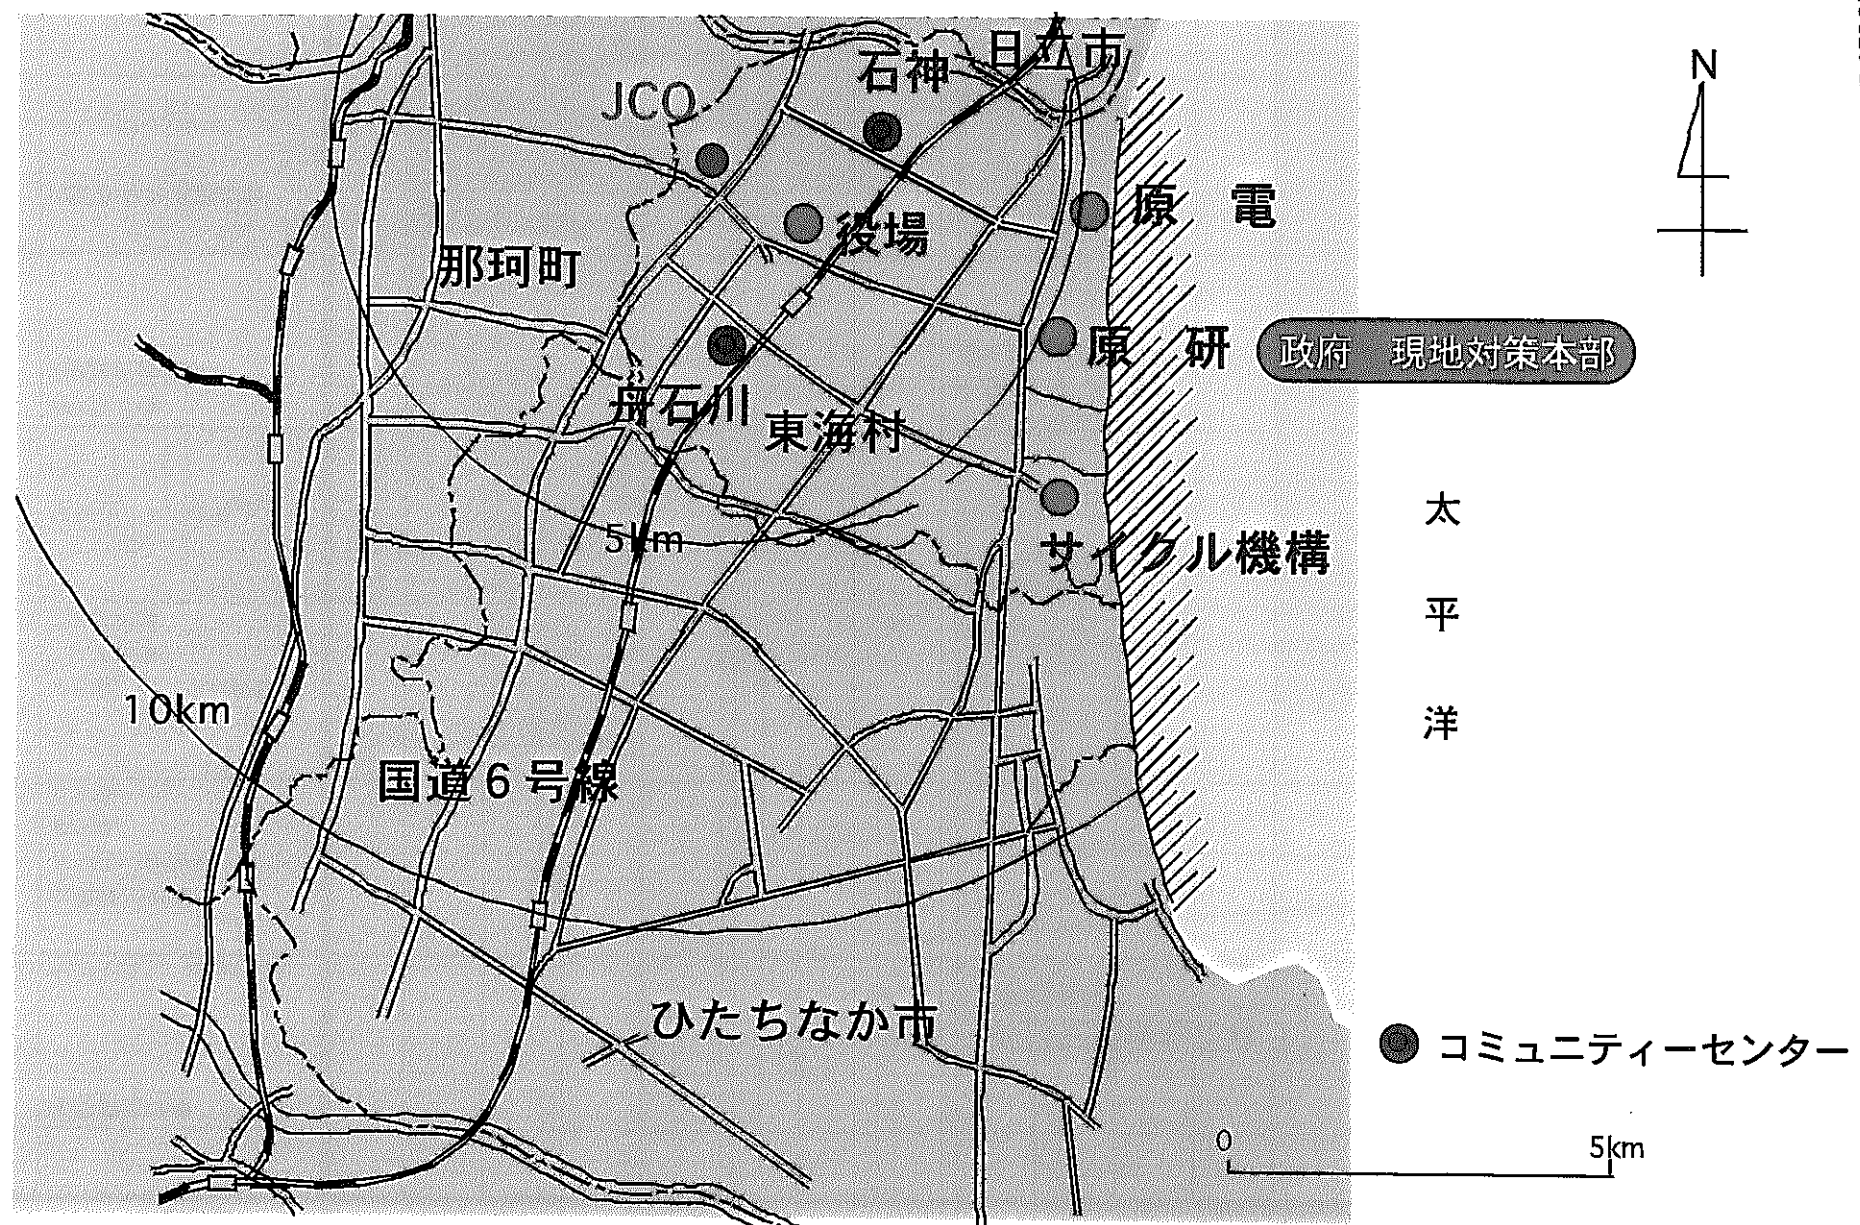 N
日立市
石神
JCO
原 電
役場
那珂町
原 研
政府 現地対策本部
舟石川
東海村
太
平
洋
5km
サイクル機構
10km
国道6号線
ひたちなか市
コミュニティーセンター
0
5km